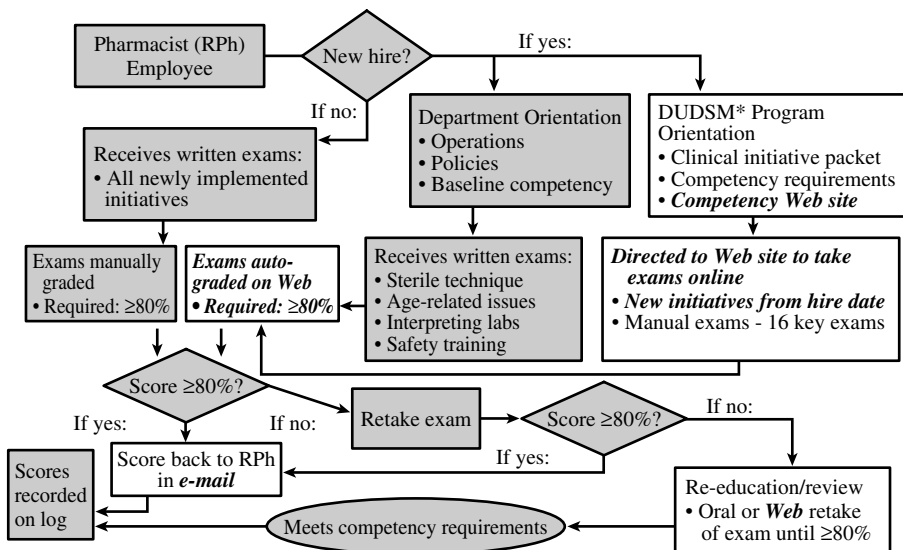 Pharmacist (RPh)
Employee
New hire?
If yes:
If no:
Receives written exams:
• All newly implemented
initiatives
Department Orientation
• Operations
• Policies
• Baseline competency
DUDSM* Program
Orientation
• Clinical initiative packet
• Competency requirements
• Competency Web site
Exams manually
graded
• Required: ≥80%
Exams auto-
graded on Web
• Required: ≥80%
Receives written exams:
• Sterile technique
• Age-related issues
• Interpreting labs
• Safety training
Directed to Web site to take
exams online
• New initiatives from hire date
• Manual exams - 16 key exams
Score ≥80%?
If yes:
If no:
Retake exam
Score ≥80%?
If no:
If yes:
Score back to RPh
in e-mail
Scores
recorded
on log
Meets competency requirements
Re-education/review
• Oral or Web retake
of exam until ≥80%